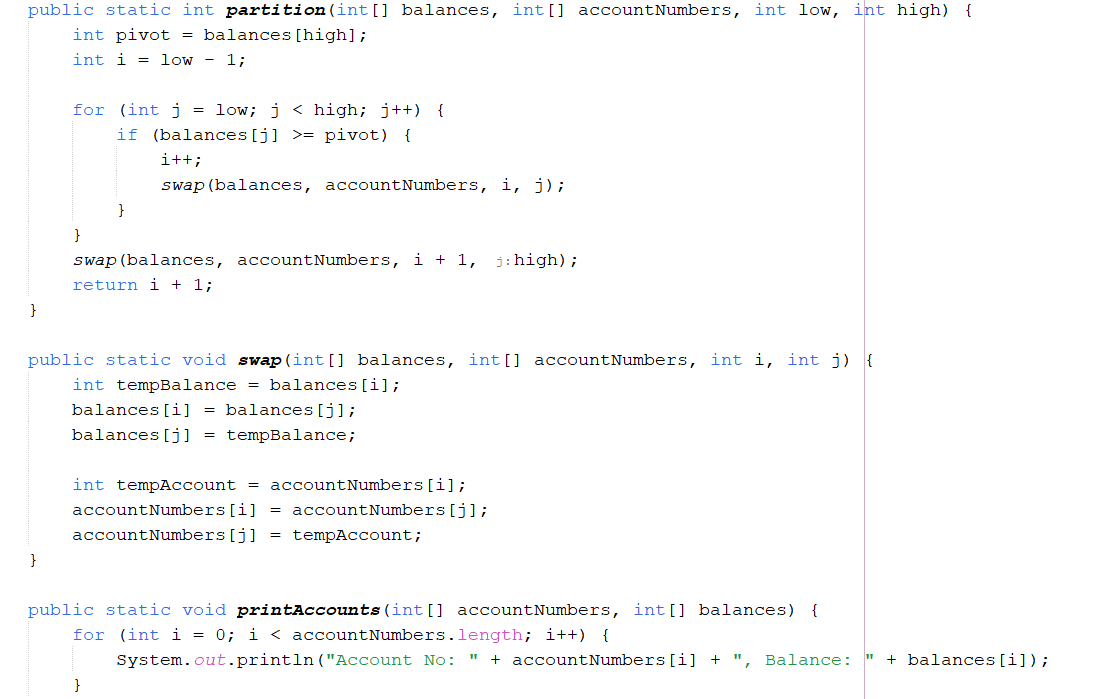 public static int partition(int[] balances, int[] accountNumbers, int low, int high) {
    int pivot = balances[high];
    int i = low - 1;

    for (int j = low; j < high; j++) {
        if (balances[j] >= pivot) {
            i++;
            swap(balances, accountNumbers, i, j);
        }
    }
    swap(balances, accountNumbers, i + 1, j:high);
    return i + 1;
}

public static void swap(int[] balances, int[] accountNumbers, int i, int j) {
    int tempBalance = balances[i];
    balances[i] = balances[j];
    balances[j] = tempBalance;

    int tempAccount = accountNumbers[i];
    accountNumbers[i] = accountNumbers[j];
    accountNumbers[j] = tempAccount;
}

public static void printAccounts(int[] accountNumbers, int[] balances) {
    for (int i = 0; i < accountNumbers.length; i++) {
        System.out.println("Account No: " + accountNumbers[i] + ", Balance: " + balances[i]);
    }